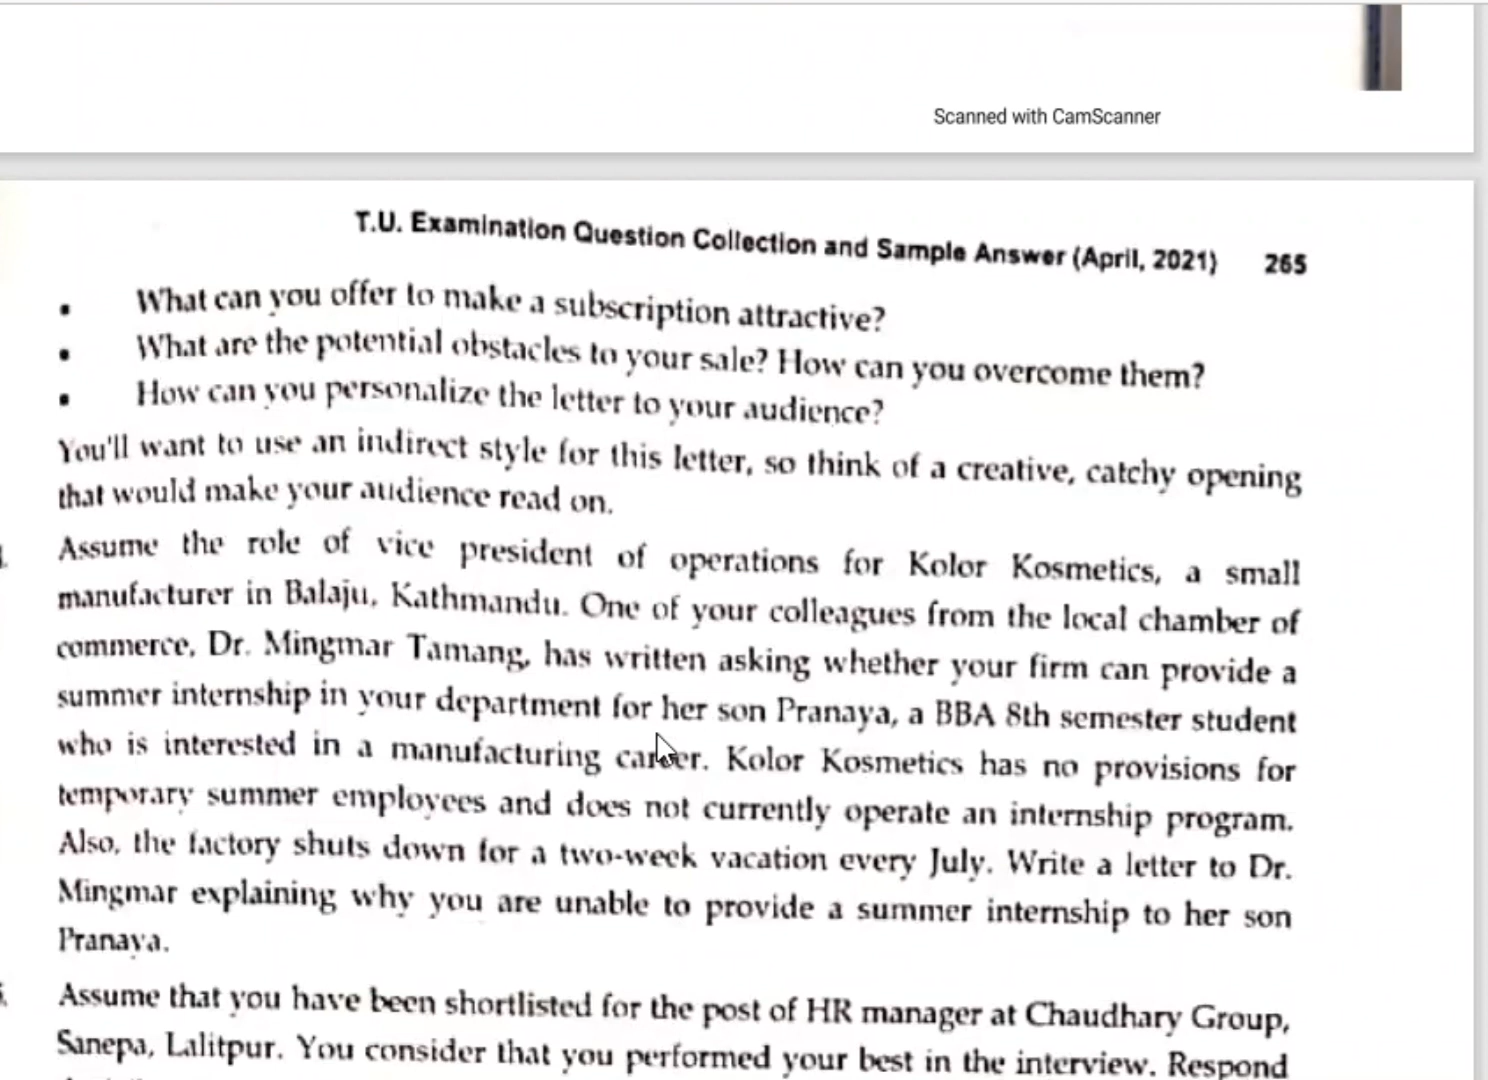 Scanned with CamScanner
T.U. Examination Question Collection and Sample Answer (April, 2021) 265
• What can you offer to make a subscription attractive?
• What are the potential obstacles to your sale? How can you overcome them?
• How can you personalize the letter to your audience?
You'll want to use an indirect style for this letter, so think of a creative, catchy opening
that would make your audience read on.
Assume the role of vice president of operations for Kolor Kosmetics, a small
manufacturer in Balaju, Kathmandu. One of your colleagues from the local chamber of
commerce, Dr. Mingmar Tamang, has written asking whether your firm can provide a
summer internship in your department for her son Pranaya, a BBA 8th semester student
who is interested in a manufacturing career. Kolor Kosmetics has no provisions for
temporary summer employees and does not currently operate an internship program.
Also, the factory shuts down for a two-week vacation every July. Write a letter to Dr.
Mingmar explaining why you are unable to provide a summer internship to her son
Pranaya.
Assume that you have been shortlisted for the post of HR manager at Chaudhary Group,
Sanepa, Lalitpur. You consider that you performed your best in the interview. Respond